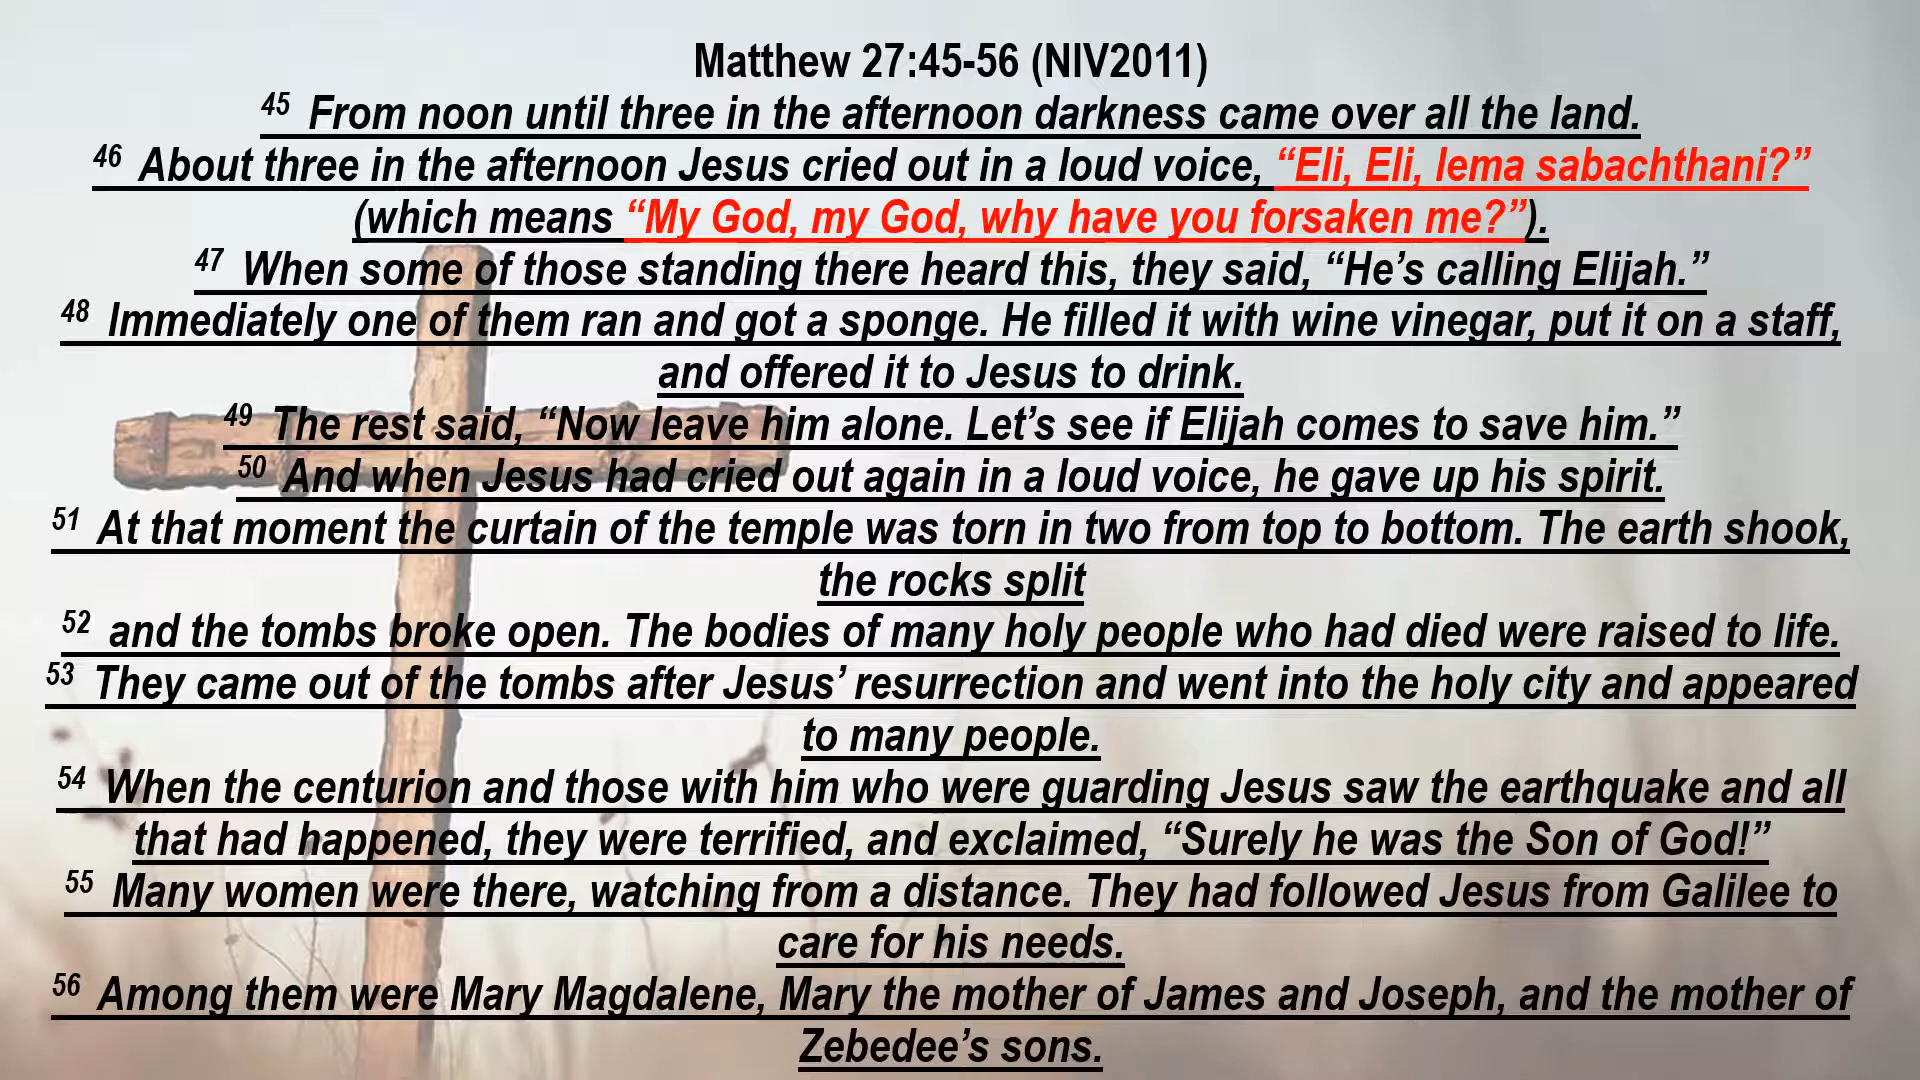 Matthew 27:45-56 (NIV2011)
45 From noon until three in the afternoon darkness came over all the land.
46 About three in the afternoon Jesus cried out in a loud voice, “Eli, Eli, lema sabachthani?”
(which means “My God, my God, why have you forsaken me?”).
47 When some of those standing there heard this, they said, “He’s calling Elijah.”
48 Immediately one of them ran and got a sponge. He filled it with wine vinegar, put it on a staff,
and offered it to Jesus to drink.
49 The rest said, “Now leave him alone. Let’s see if Elijah comes to save him.”
50 And when Jesus had cried out again in a loud voice, he gave up his spirit.
51 At that moment the curtain of the temple was torn in two from top to bottom. The earth shook,
the rocks split
52 and the tombs broke open. The bodies of many holy people who had died were raised to life.
53 They came out of the tombs after Jesus’ resurrection and went into the holy city and appeared
to many people.
54 When the centurion and those with him who were guarding Jesus saw the earthquake and all
that had happened, they were terrified, and exclaimed, “Surely he was the Son of God!”
55 Many women were there, watching from a distance. They had followed Jesus from Galilee to
care for his needs.
56 Among them were Mary Magdalene, Mary the mother of James and Joseph, and the mother of
Zebedee’s sons.